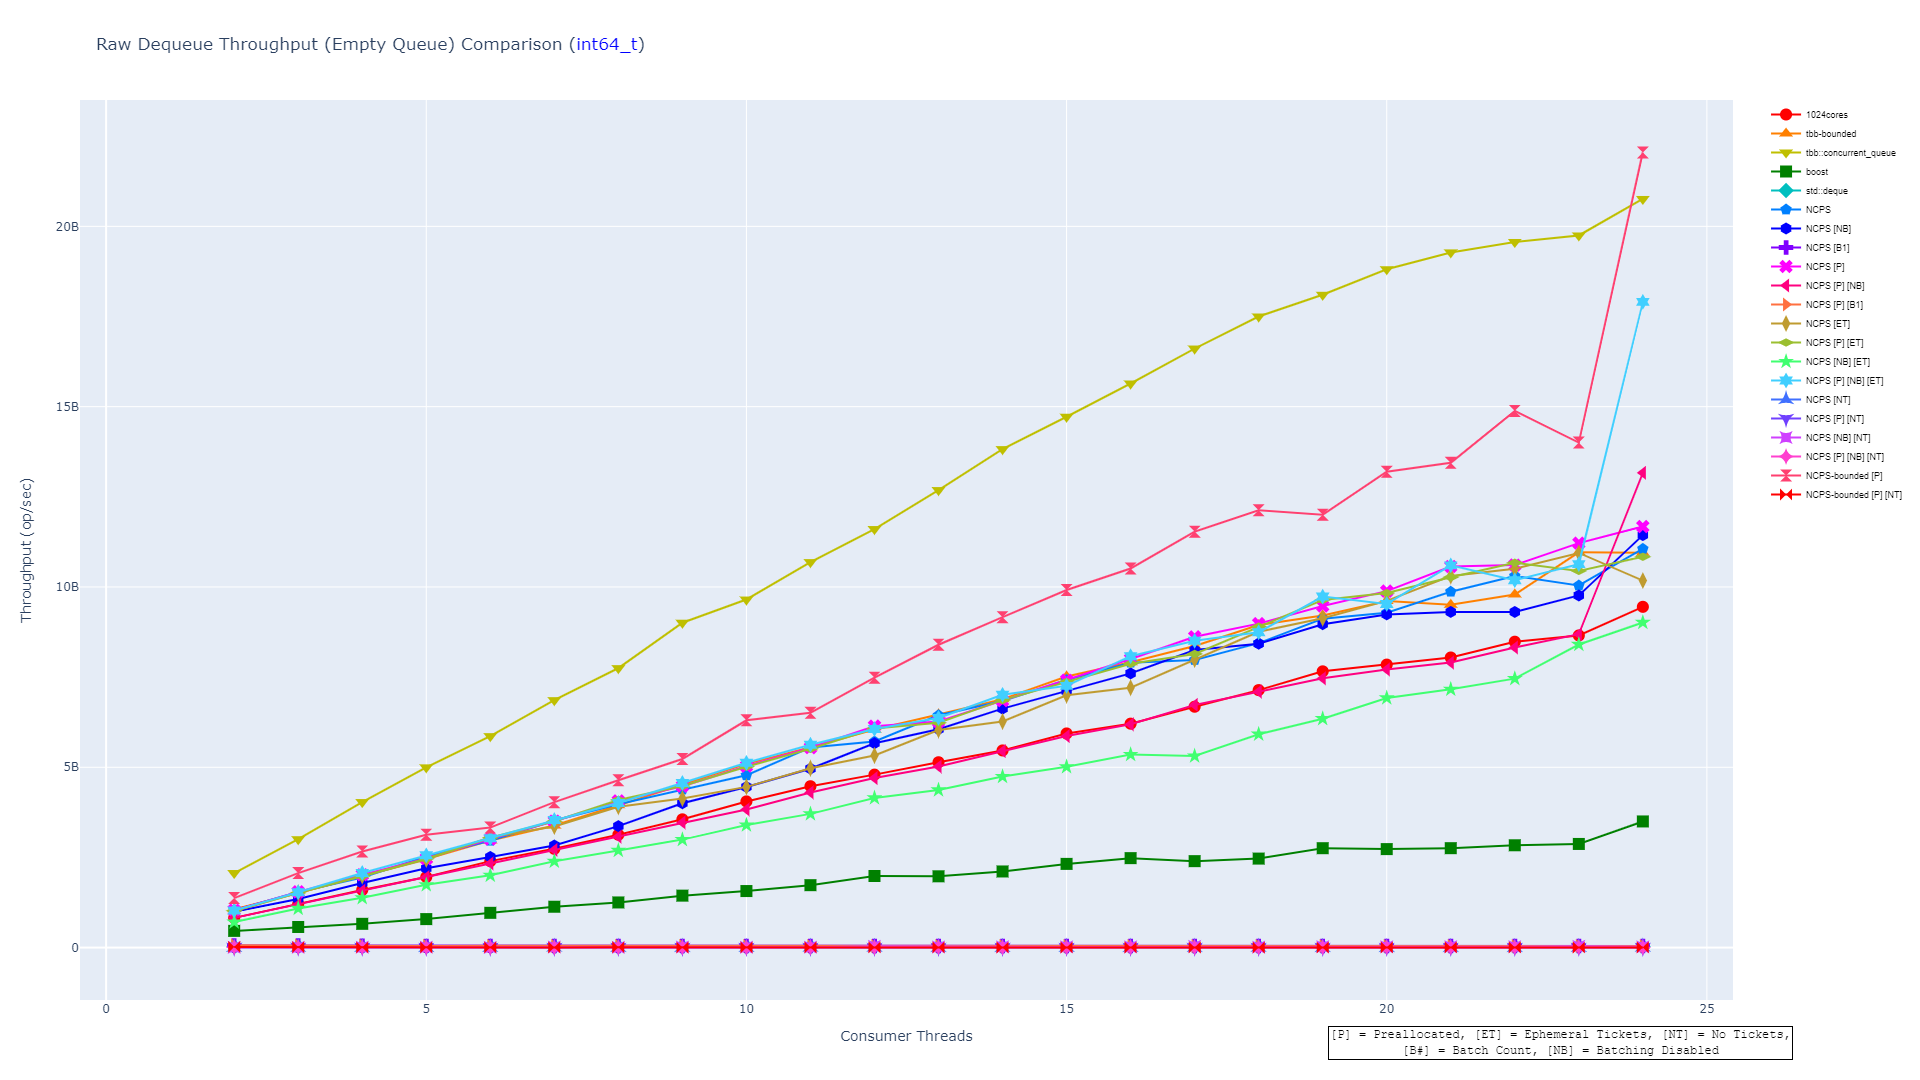 Raw Dequeue Throughput (Empty Queue) Comparison (int64_t)
1024cores
tbb-bounded
tbb::concurrent_queue
boost
std::deque
NCPS
NCPS [NB]
NCPS [B1]
NCPS [P]
NCPS [P] [NB]
NCPS [P] [B1]
NCPS [ET]
NCPS [P] [ET]
NCPS [NB] [ET]
NCPS [P] [NB] [ET]
NCPS [NT]
NCPS [P] [NT]
NCPS [NB] [NT]
NCPS [P] [NB] [NT]
NCPS-bounded [P]
NCPS-bounded [P] [NT]
Throughput (op/sec)
20B
15B
10B
5B
0
0 5 10 15 20 25
Consumer Threads
[P] = Preallocated, [ET] = Ephemeral Tickets, [NT] = No Tickets,
[B#] = Batch Count, [NB] = Batching Disabled